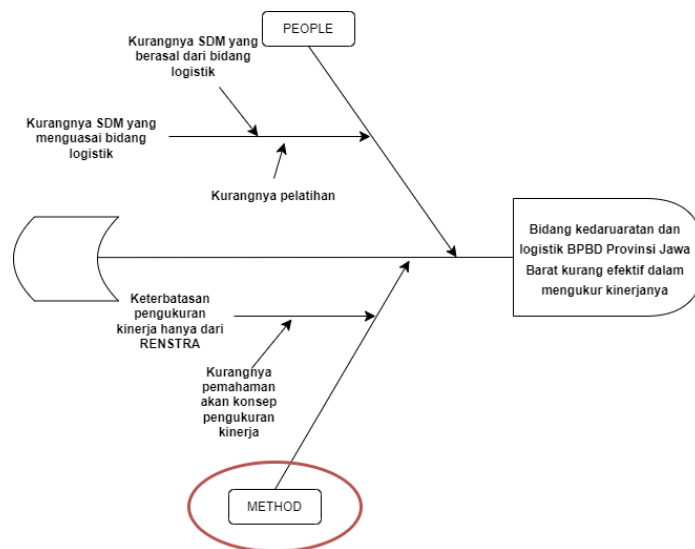 PEOPLE
Kurangnya SDM yang
berasal dari bidang
logistik
Kurangnya SDM yang
menguasai bidang
logistik
Kurangnya pelatihan
Bidang kedaruaratan dan
logistik BPBD Provinsi Jawa
Barat kurang efektif dalam
mengukur kinerjanya
Keterbatasan
pengukuran
kinerja hanya dari
RENSTRA
Kurangnya
pemahaman
akan konsep
pengukuran
kinerja
METHOD